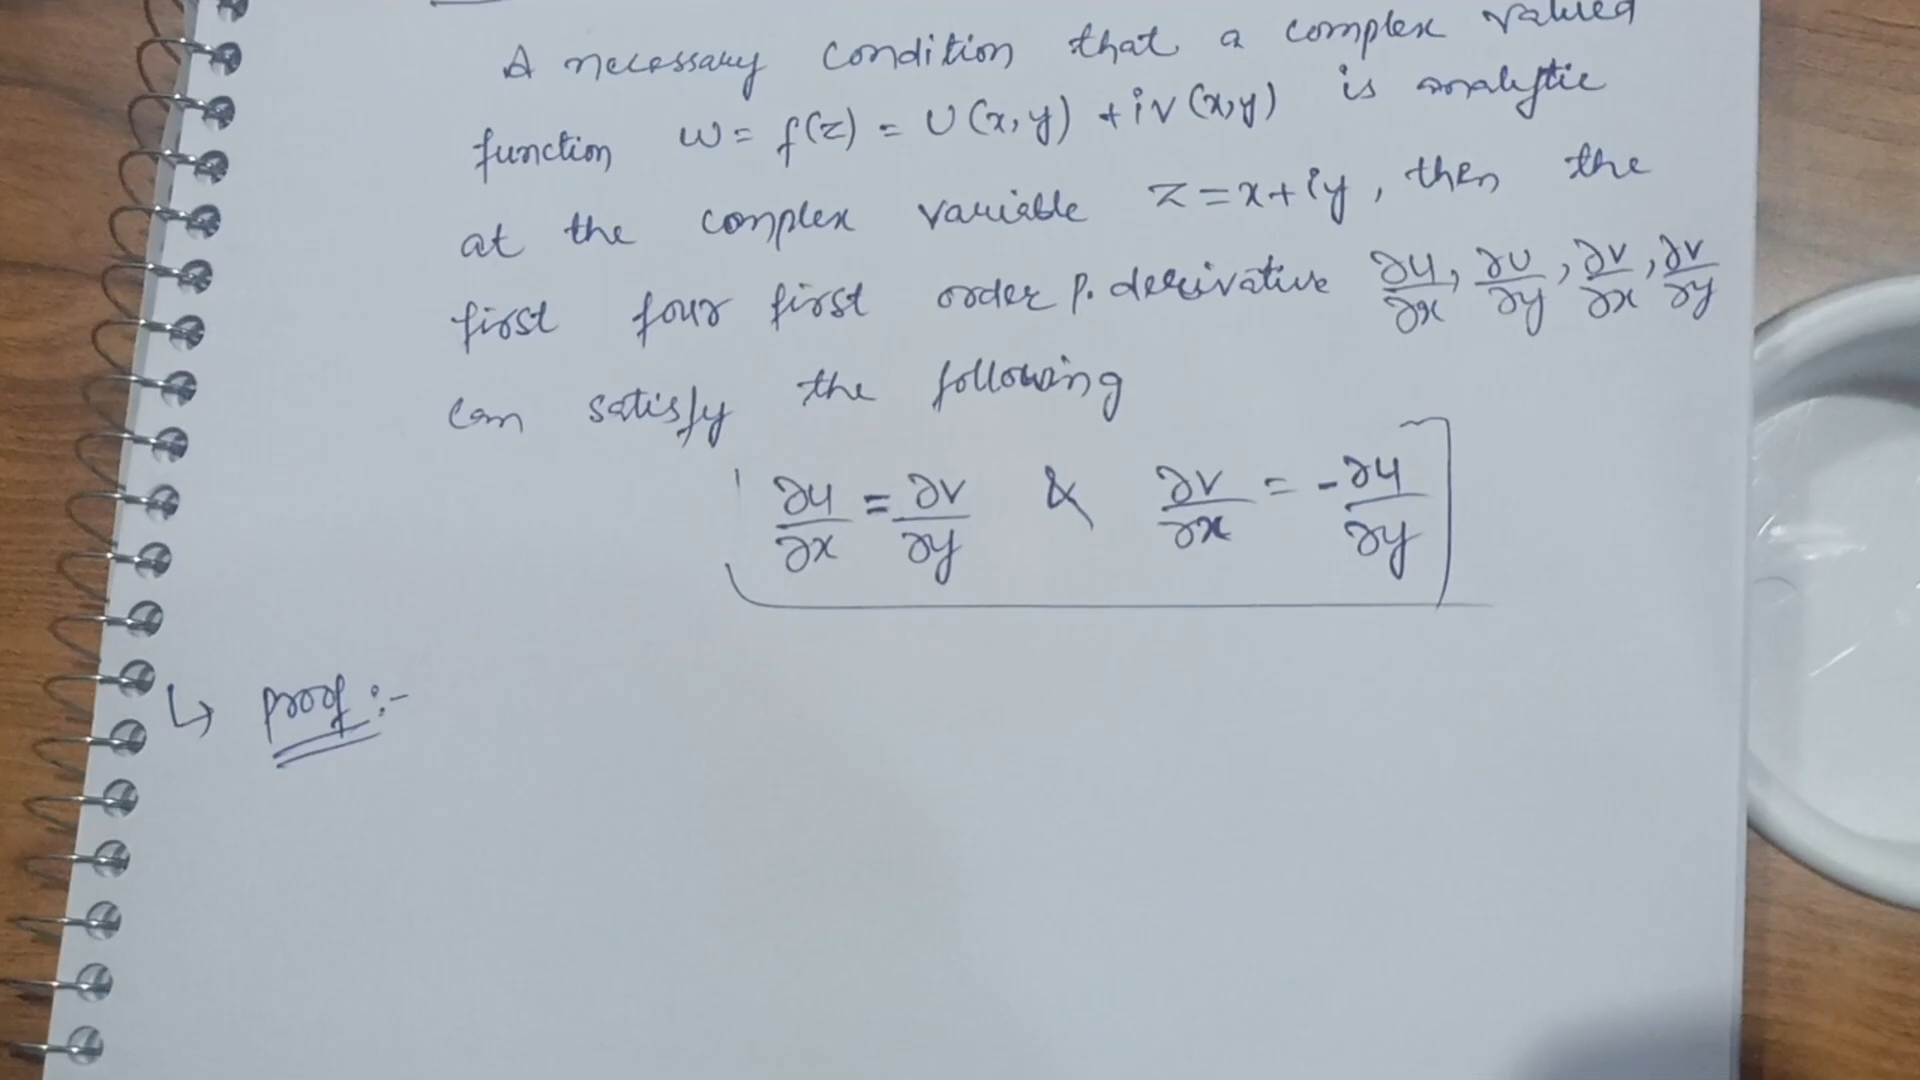 A necessary condition that a complex valued
function w = f(z) = U(x,y) + iv(x,y) is analytic
at the complex variable z = x+iy, then the
first four first order p. derivative ∂u/∂x, ∂u/∂y, ∂v/∂x, ∂v/∂y
can satisfy the following
∂u/∂x = ∂v/∂y & ∂v/∂x = -∂u/∂y
↳ proof :-